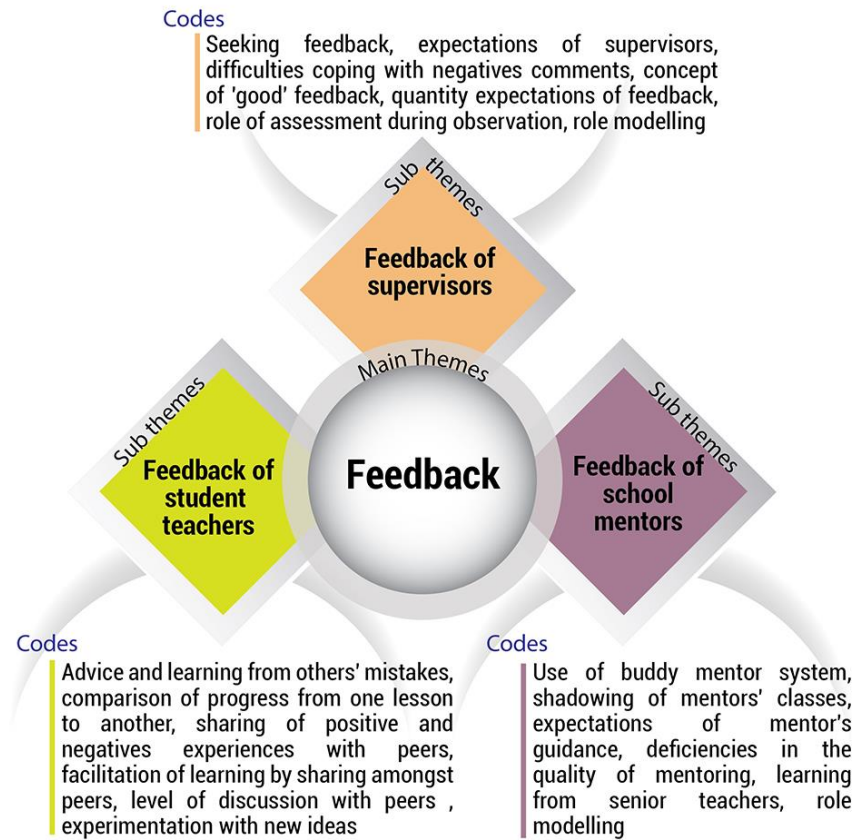 Codes
Seeking feedback, expectations of supervisors,
difficulties coping with negatives comments, concept
of 'good' feedback, quantity expectations of feedback,
role of assessment during observation, role modelling
Sub themes
Feedback of
supervisors
Main Themes
Feedback
Sub themes
Feedback of
student
teachers
Sub themes
Feedback of
school
mentors
Codes
Advice and learning from others' mistakes,
comparison of progress from one lesson
to another, sharing of positive and
negatives experiences with peers,
facilitation of learning by sharing amongst
peers, level of discussion with peers ,
experimentation with new ideas
Codes
Use of buddy mentor system,
shadowing of mentors' classes,
expectations of mentor's
guidance, deficiencies in the
quality of mentoring, learning
from senior teachers, role
modelling